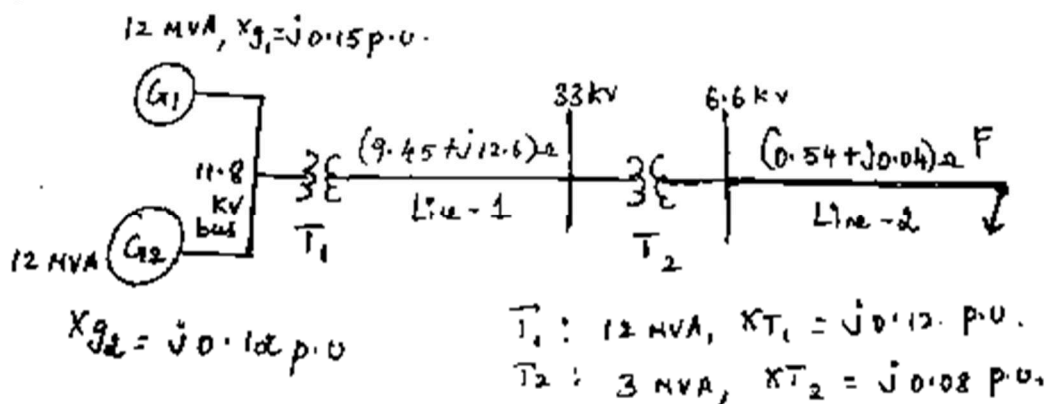 12 MVA, Xg1 = j0.15 p.u.
G1
33 kV
6.6 kV
(9.45 + j12.6) Ω
(0.54 + j0.04) Ω F
11.8
kV
bus
Line-1
Line-2
T1
T2
12 MVA G2
Xg2 = j0.12 p.u
T1 : 12 MVA, XT1 = j0.12 p.u.
T2 : 3 MVA, XT2 = j0.08 p.u.